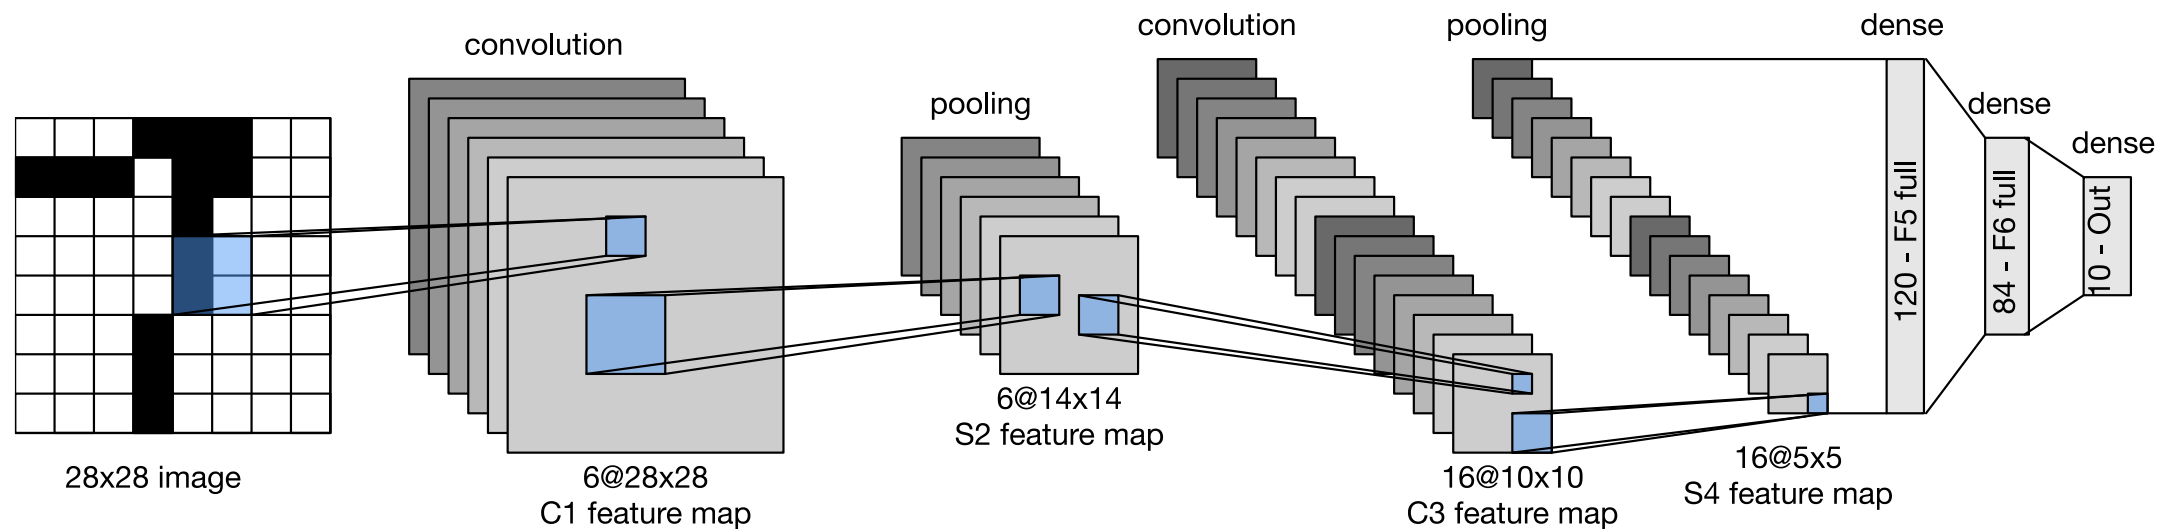 convolution
pooling
convolution
pooling
dense
dense
dense
28x28 image
6@28x28
C1 feature map
6@14x14
S2 feature map
16@10x10
C3 feature map
16@5x5
S4 feature map
120 - F5 full
84 - F6 full
10 - Out